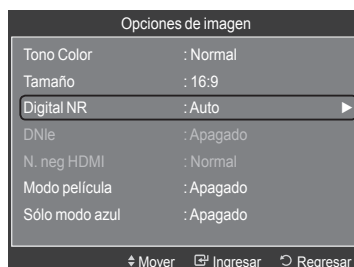 Opciones de imagen
Tono Color : Normal
Tamaño : 16:9
Digital NR : Auto
DNIe : Apagado
N. neg HDMI : Normal
Modo película : Apagado
Sólo modo azul : Apagado
Mover Ingresar Regresar